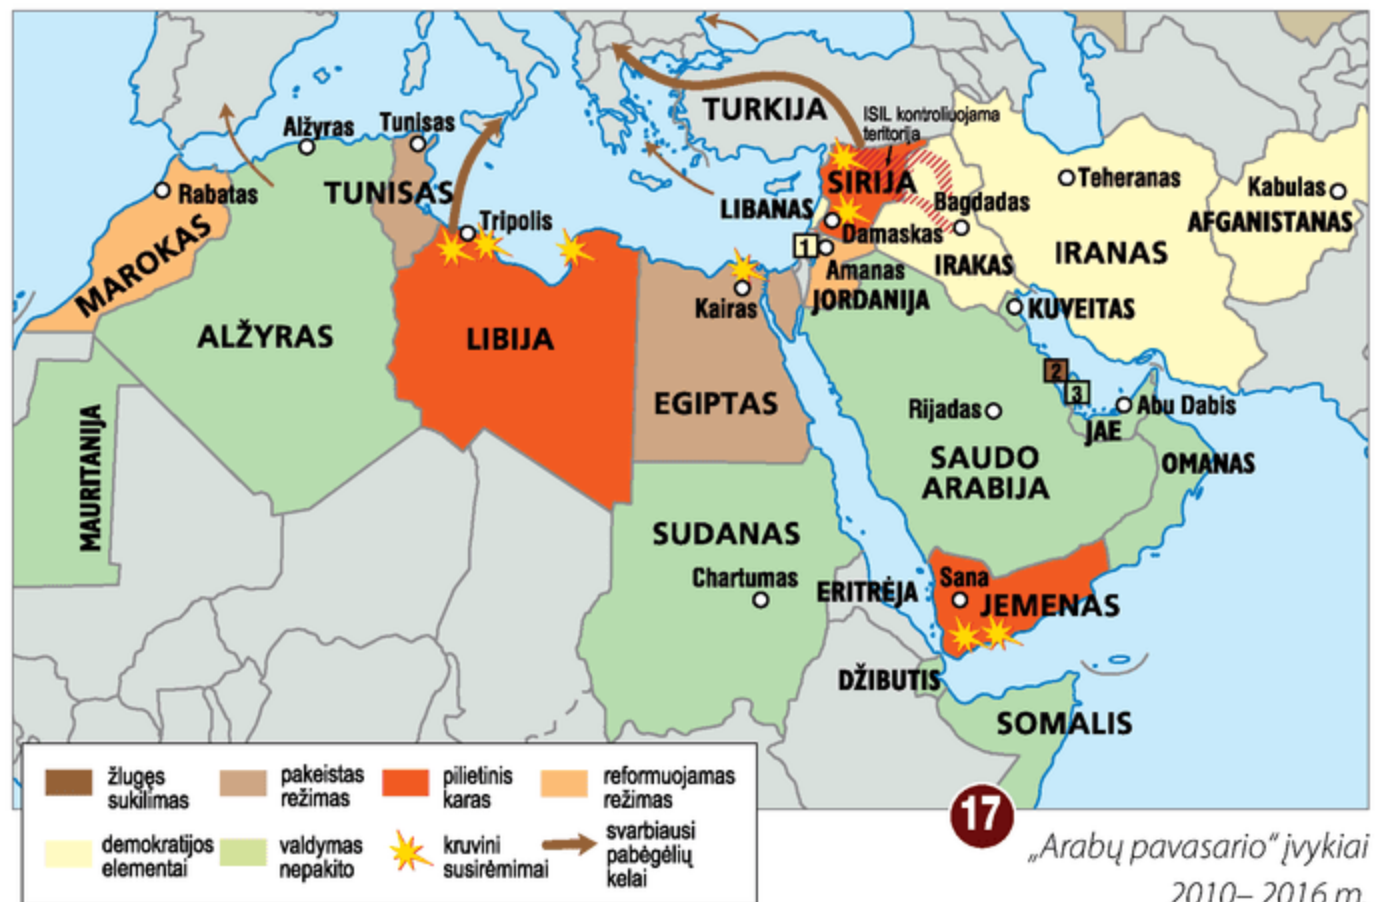 TURKIJA
ISIL kontroliuojama
teritorija
Alžyras
Tunisas
Rabatas
TUNISAS
Tripolis
SIRIJA
LIBANAS
Bagdadas
Teheranas
Kabulas
AFGANISTANAS
MAROKAS
1
Damaskas
Amanas
IRAKAS
IRANAS
Kairas
JORDANIJA
KUVEITAS
ALŽYRAS
LIBIJA
EGIPTAS
2
3
Rijadas
Abu Dabis
JAE
MAURITANIJA
SAUDO
ARABIJA
OMANAS
SUDANAS
Chartumas
ERITRĖJA
Sana
JEMENAS
DŽIBUTIS
SOMALIS
žlugęs
sukilimas
pakeistas
režimas
pilietinis
karas
reformuojamas
režimas
demokratijos
elementai
valdymas
nepakito
kruvini
susirėmimai
svarbiausi
pabėgėlių
kelai
17
„Arabų pavasario“ įvykiai
2010– 2016 m.